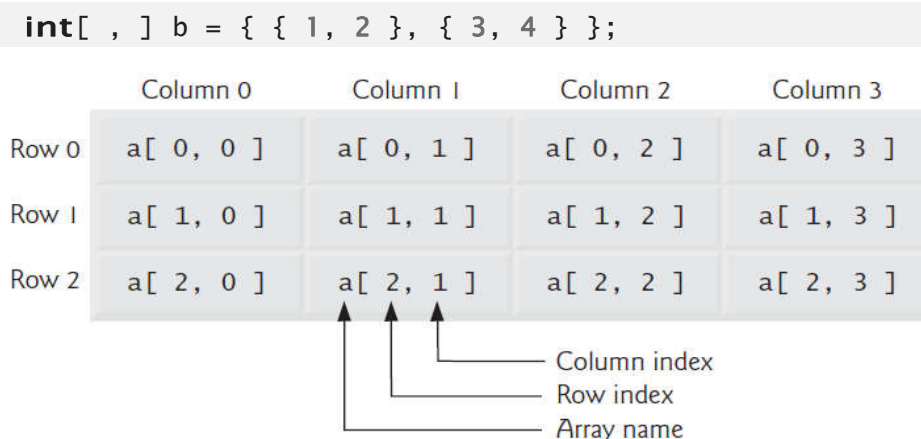 int[ , ] b = { { 1, 2 }, { 3, 4 } };
Column 0 Column 1 Column 2 Column 3
Row 0 a[ 0, 0 ] a[ 0, 1 ] a[ 0, 2 ] a[ 0, 3 ]
Row 1 a[ 1, 0 ] a[ 1, 1 ] a[ 1, 2 ] a[ 1, 3 ]
Row 2 a[ 2, 0 ] a[ 2, 1 ] a[ 2, 2 ] a[ 2, 3 ]
Column index
Row index
Array name